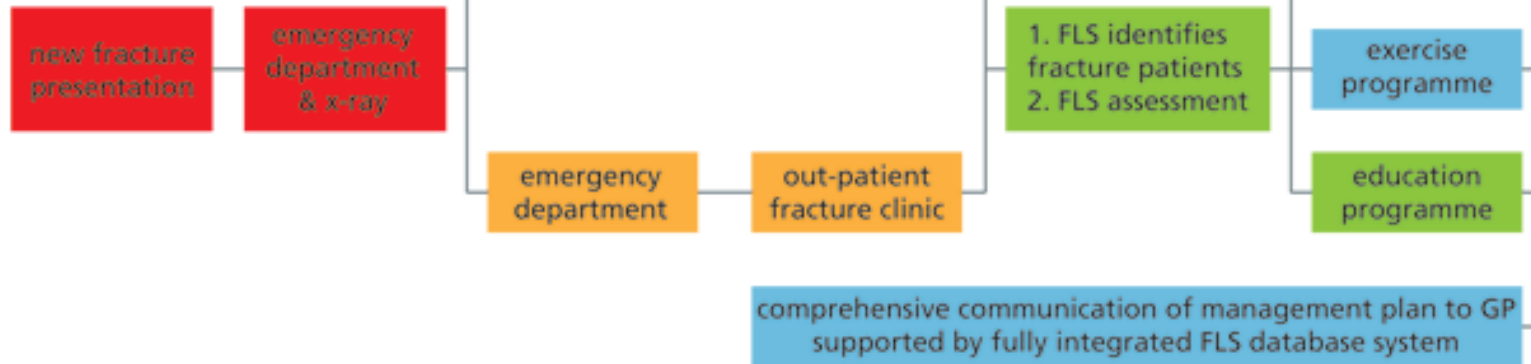 new fracture
presentation
emergency
department
& x-ray
1. FLS identifies
fracture patients
2. FLS assessment
exercise
programme
emergency
department
out-patient
fracture clinic
education
programme
comprehensive communication of management plan to GP
supported by fully integrated FLS database system